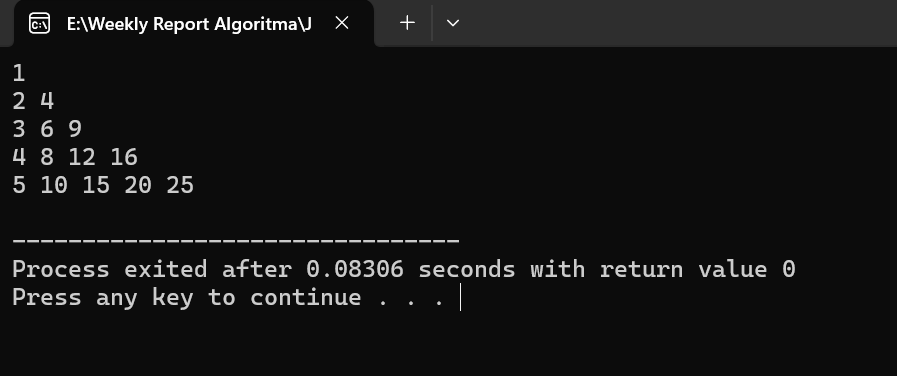 E:\Weekly Report Algoritma\J
1
2 4
3 6 9
4 8 12 16
5 10 15 20 25
--------------------------------
Process exited after 0.08306 seconds with return value 0
Press any key to continue . . .